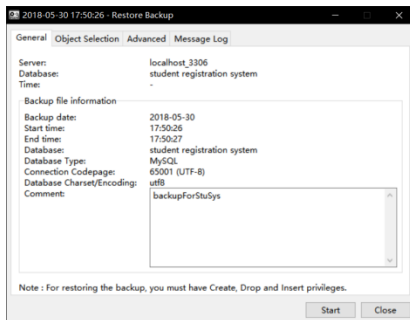 2018-05-30 17:50:26 - Restore Backup
General Object Selection Advanced Message Log
Server: localhost_3306
Database: student registration system
Time: -
Backup file information
Backup date: 2018-05-30
Start time: 17:50:26
End time: 17:50:27
Database: student registration system
Database Type: MySQL
Connection Codepage: 65001 (UTF-8)
Database Charset/Encoding: utf8
Comment: backupForStuSys
Note : For restoring the backup, you must have Create, Drop and Insert privileges.
Start Close